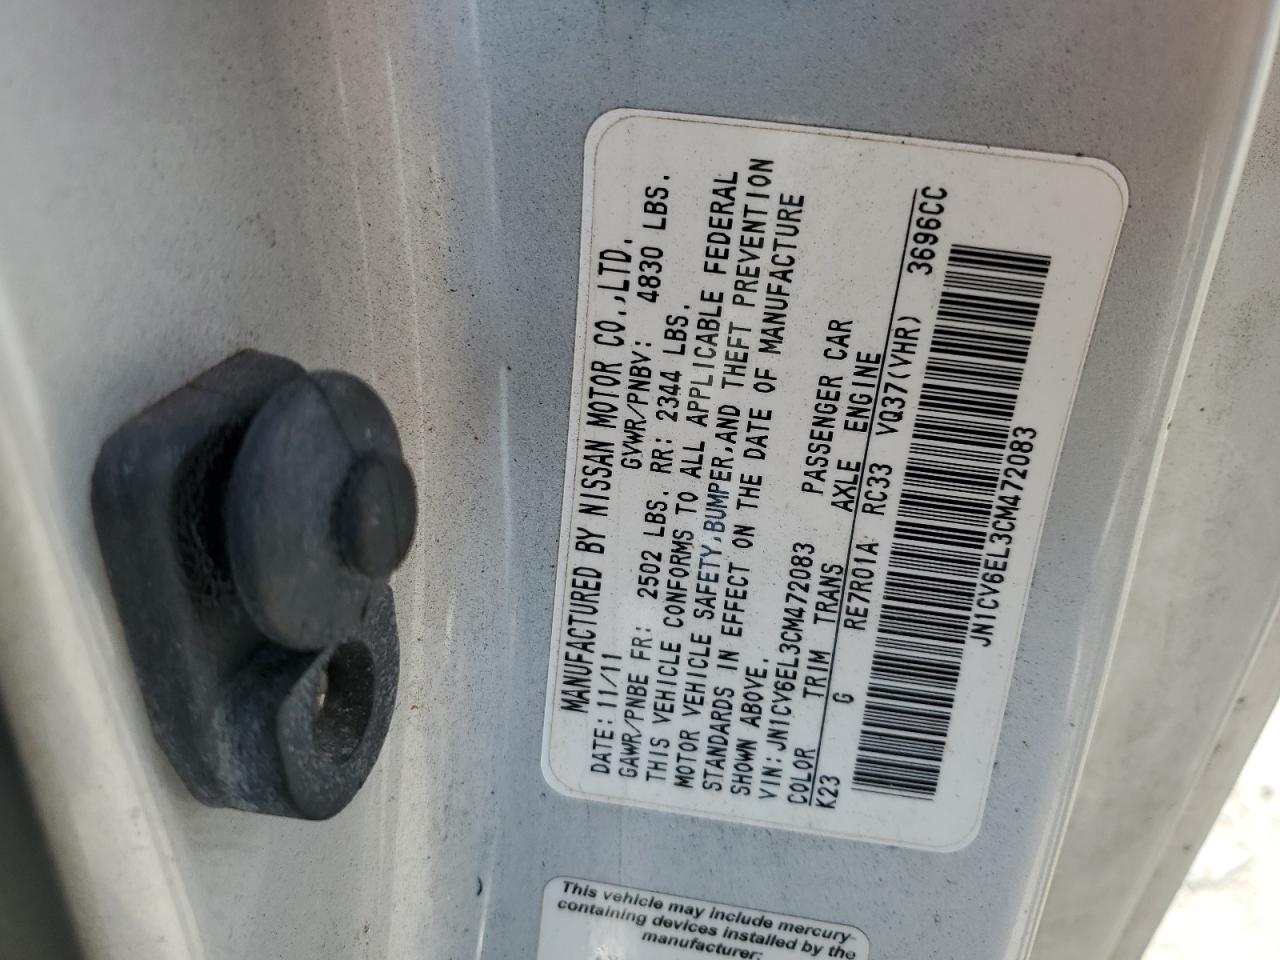 MANUFACTURED BY NISSAN MOTOR CO.,LTD.
DATE:11/11 GVWR/PNBV: 4830 LBS.
GAWR/PNBE FR: 2502 LBS. RR: 2344 LBS.
THIS VEHICLE CONFORMS TO ALL APPLICABLE FEDERAL
MOTOR VEHICLE SAFETY,BUMPER,AND THEFT PREVENTION
STANDARDS IN EFFECT ON THE DATE OF MANUFACTURE
SHOWN ABOVE.
VIN:JN1CV6EL3CM472083 PASSENGER CAR
COLOR TRIM TRANS AXLE ENGINE
K23 G RE7R01A RC33 VQ37(VHR) 3696CC
JN1CV6EL3CM472083
This vehicle may include mercury-
containing devices installed by the
manufacturer: